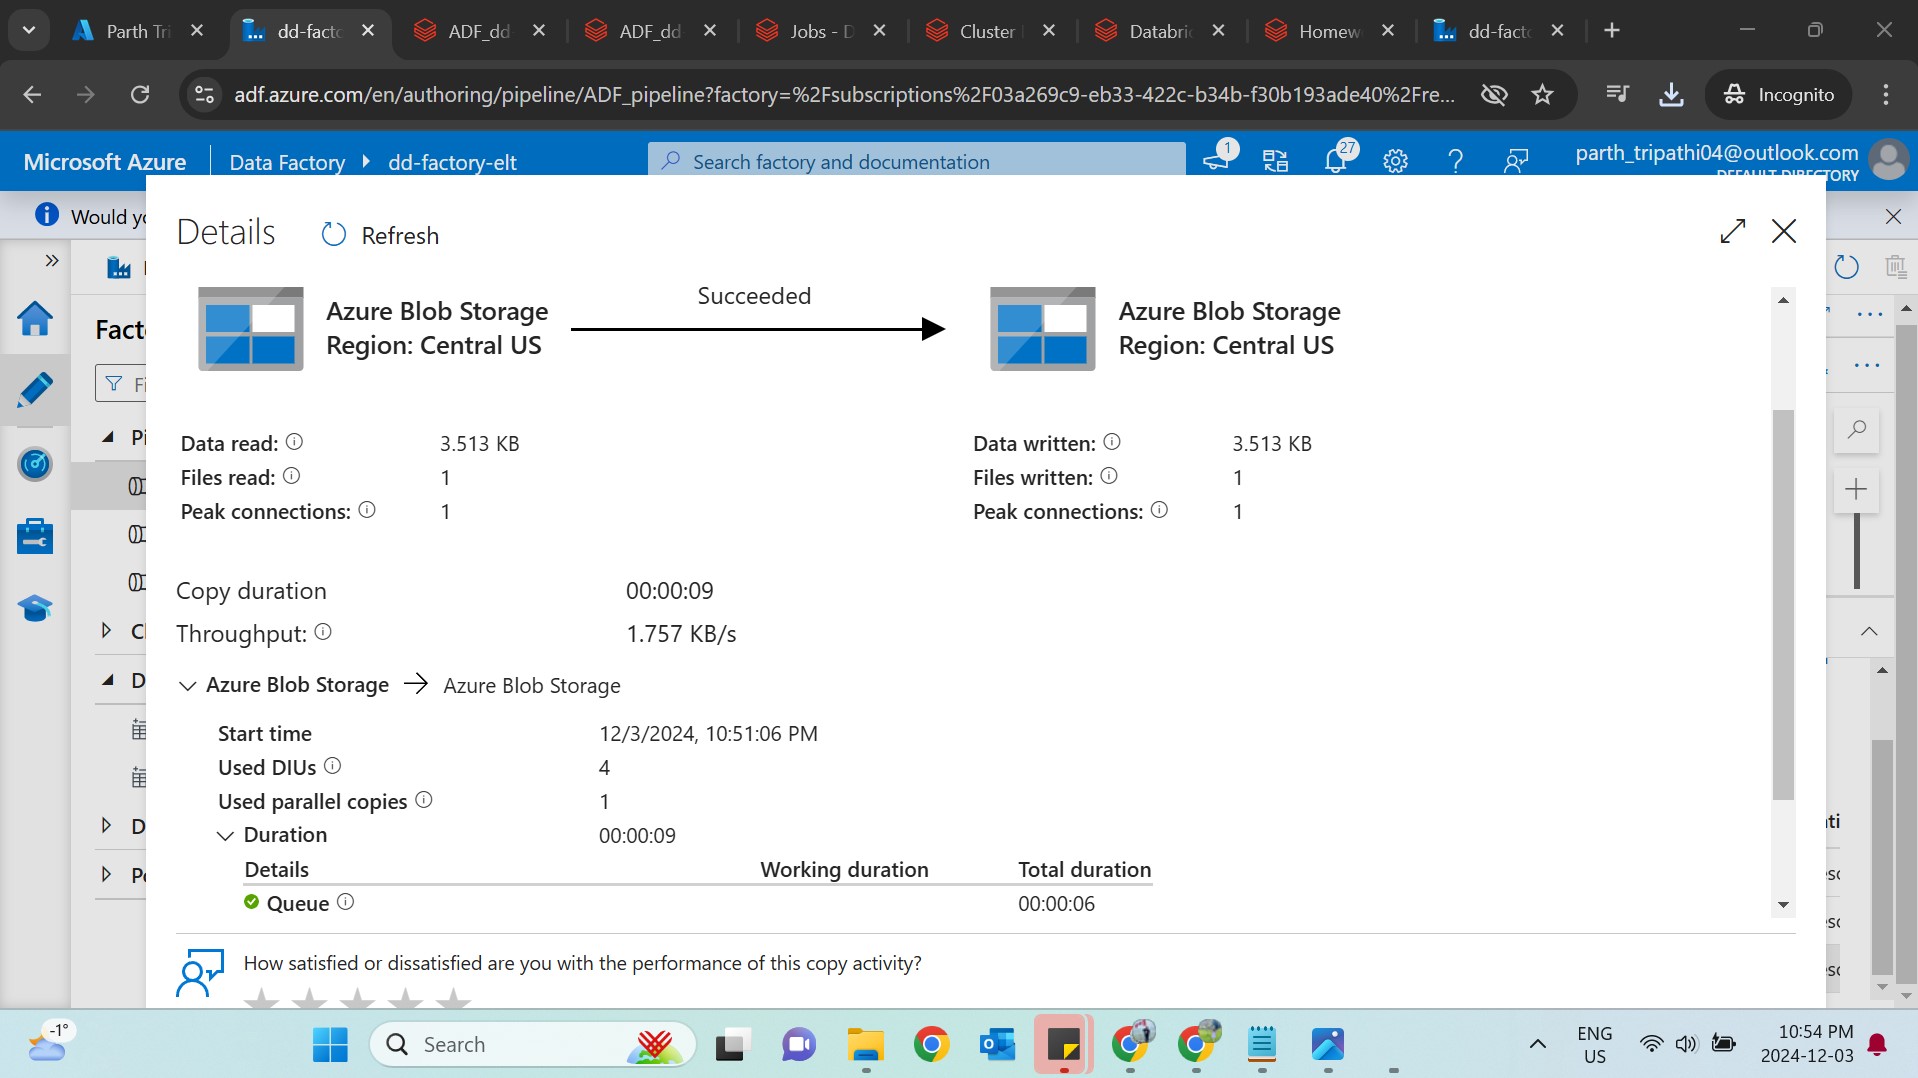 Parth Tri
dd-facto
ADF_dd
ADF_dd
Jobs - D
Cluster
Databric
Homew
dd-facto
adf.azure.com/en/authoring/pipeline/ADF_pipeline?factory=%2Fsubscriptions%2F03a269c9-eb33-422c-b34b-f30b193ade40%2Fre...
Incognito
Microsoft Azure
Data Factory
dd-factory-elt
Search factory and documentation
1
27
parth_tripathi04@outlook.com
DEFAULT DIRECTORY
Would yo
Details
Refresh
Fact
Fi
Pi
Azure Blob Storage
Region: Central US
Succeeded
Azure Blob Storage
Region: Central US
Data read: 3.513 KB
Files read: 1
Peak connections: 1
Data written: 3.513 KB
Files written: 1
Peak connections: 1
Copy duration 00:00:09
Throughput: 1.757 KB/s
D
D
Azure Blob Storage → Azure Blob Storage
Start time 12/3/2024, 10:51:06 PM
Used DIUs 4
Used parallel copies 1
Duration 00:00:09
Details Working duration Total duration
Queue 00:00:06
How satisfied or dissatisfied are you with the performance of this copy activity?
-1°
Search
ENG
US
10:54 PM
2024-12-03